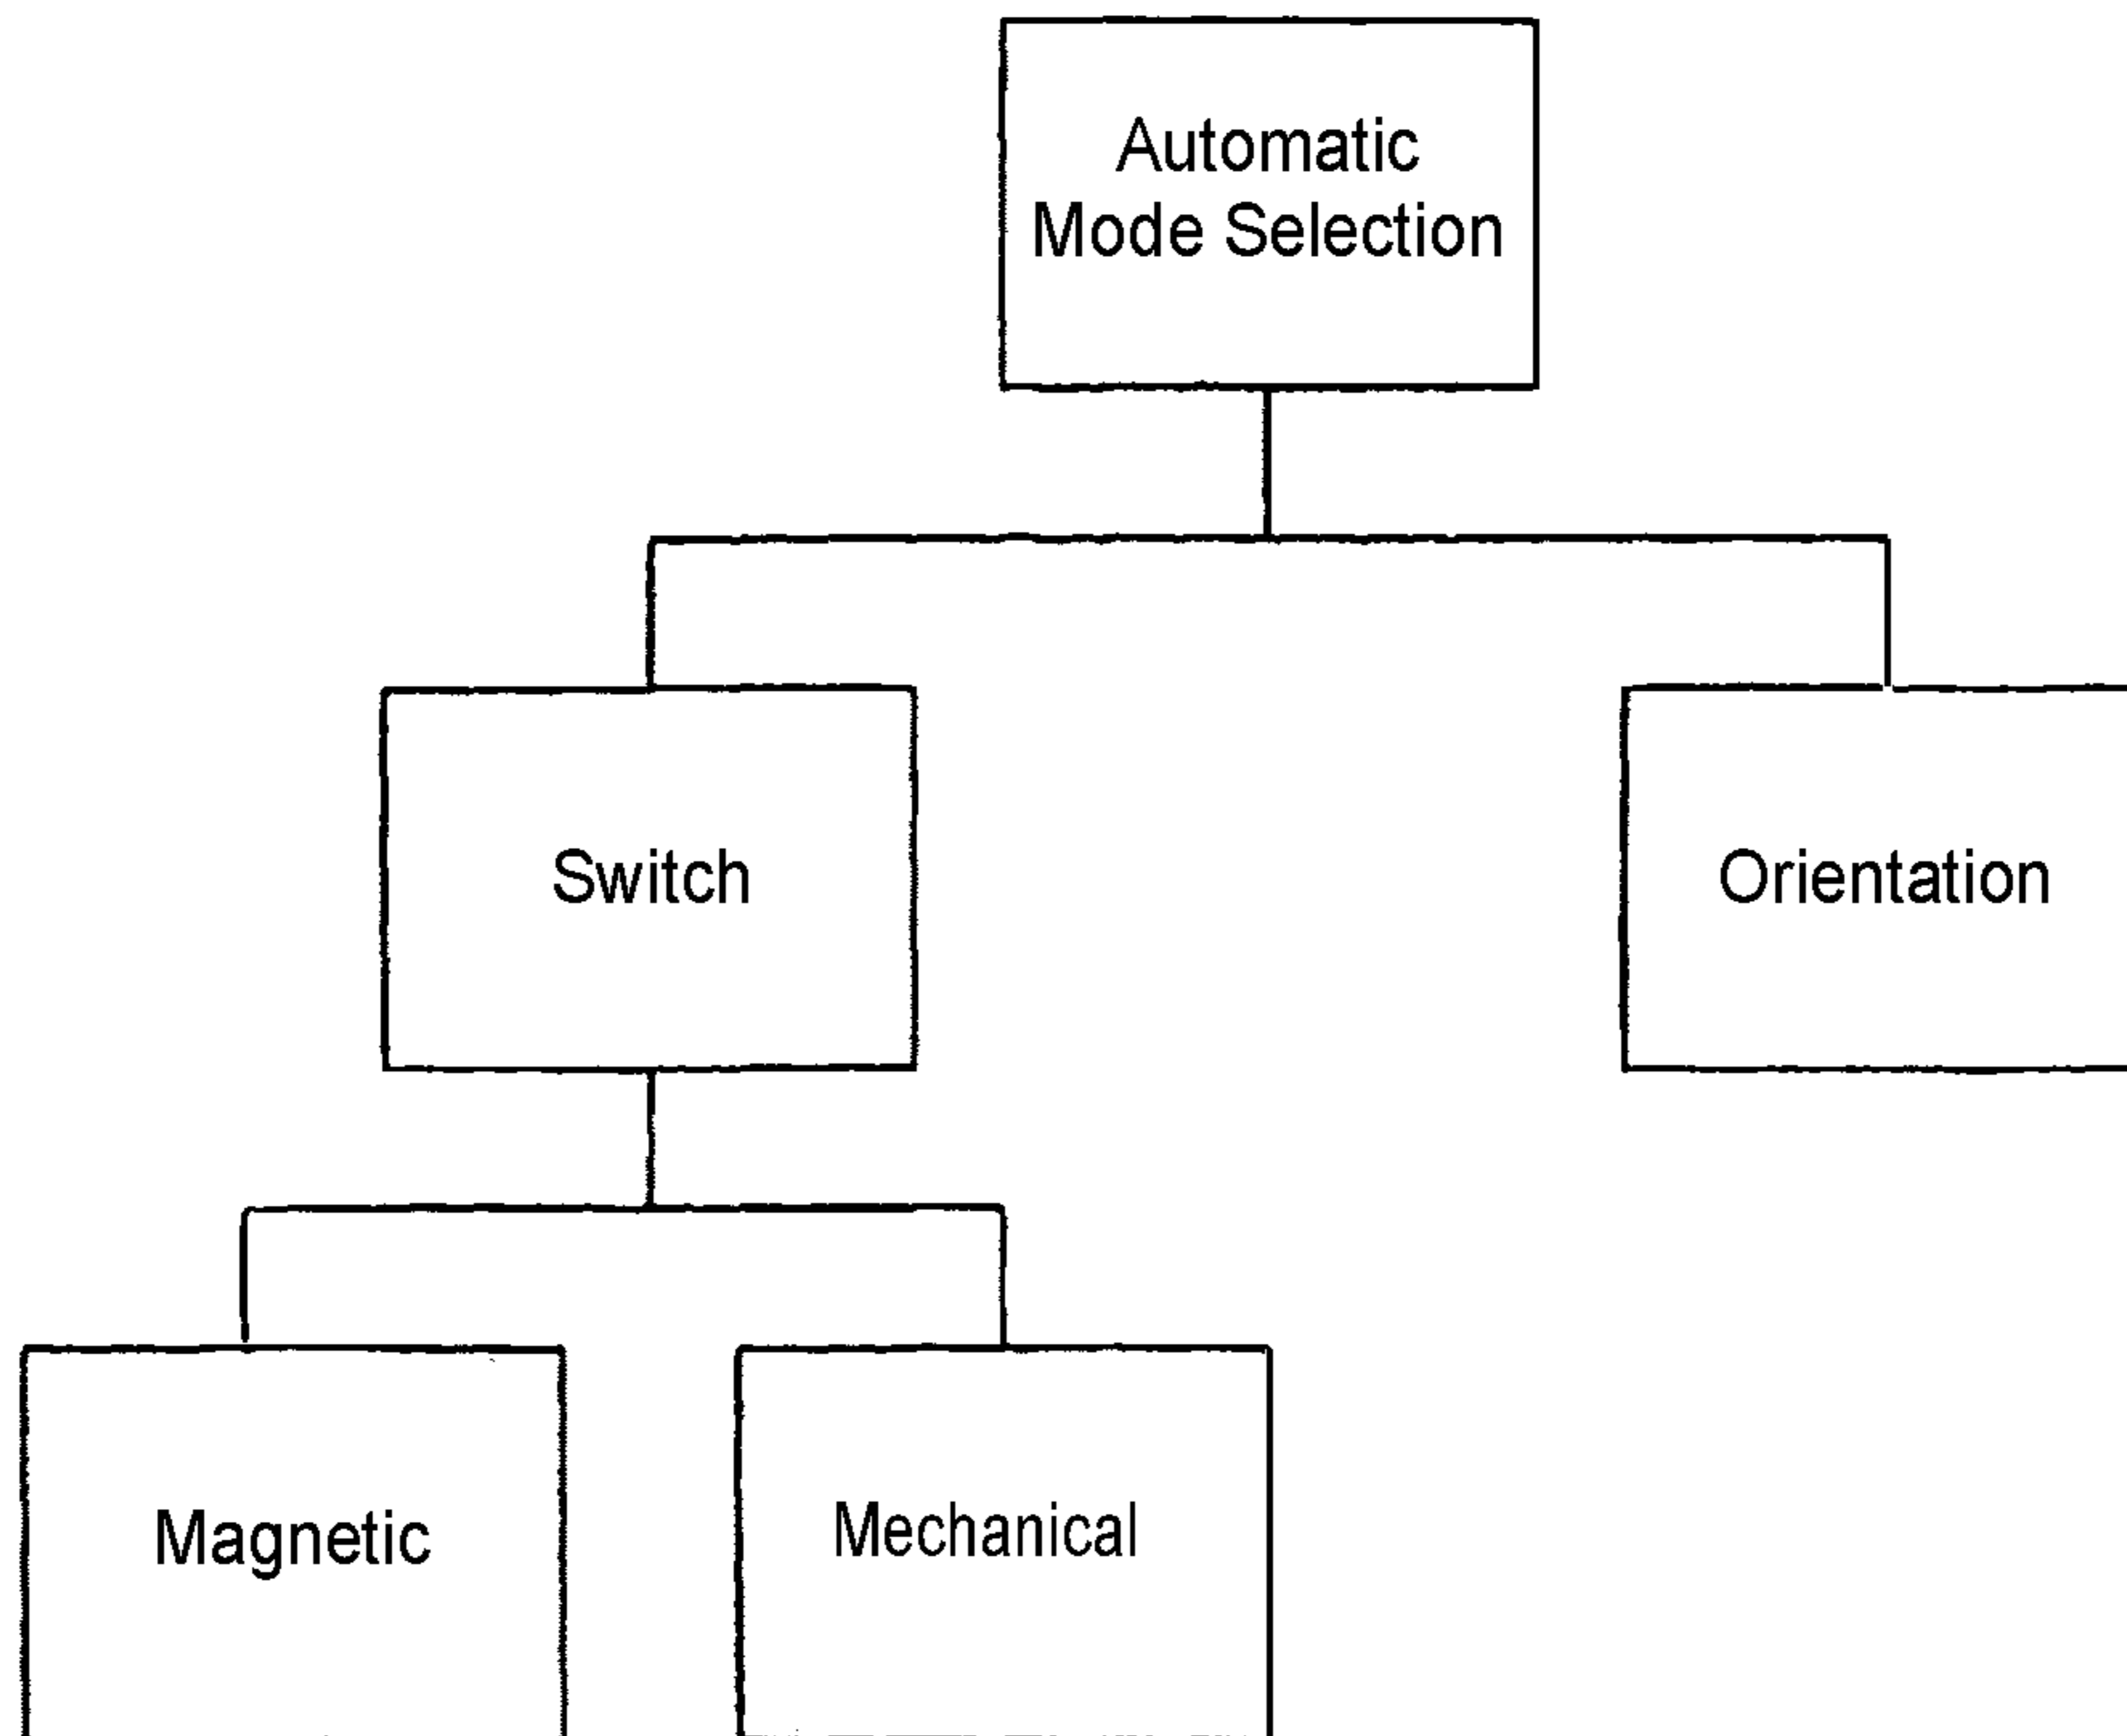 Automatic
Mode Selection
Switch
Orientation
Magnetic
Mechanical